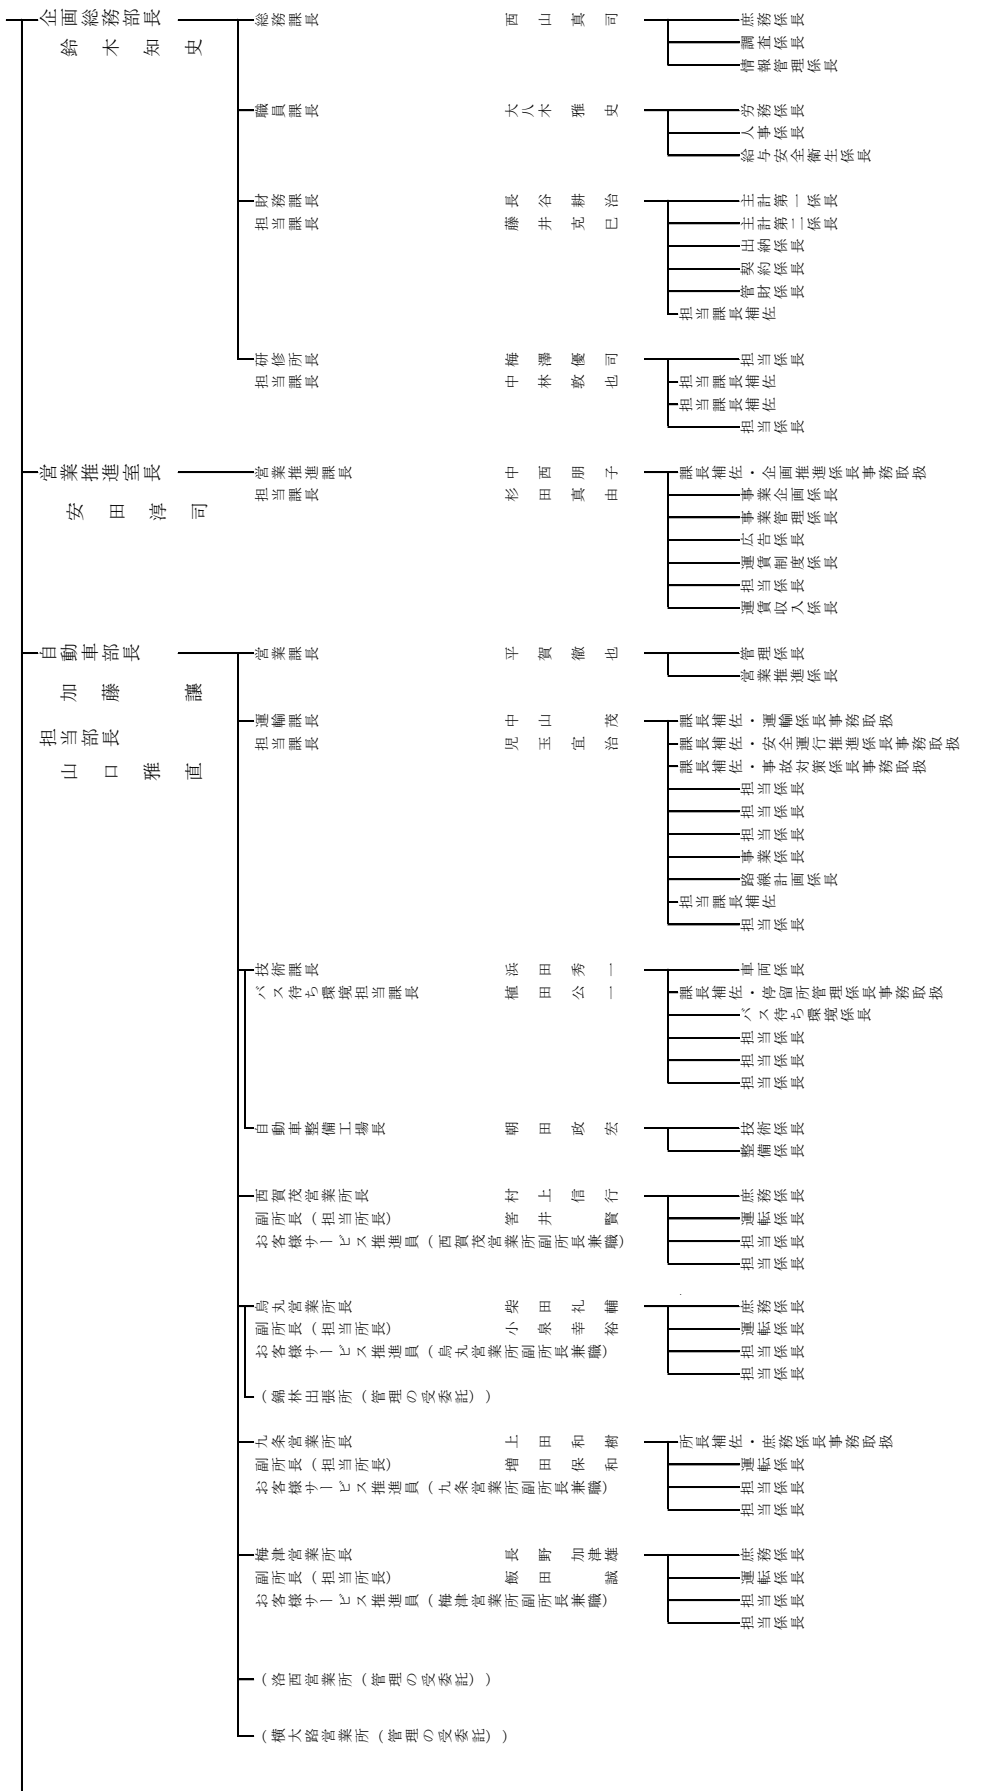 企画総務部長
鈴木知史
総務課長 西山真司
庶務係長
調査係長
情報管理係長
職員課長 大八木雅史
労務係長
人事係長
給与安全衛生係長
財務課長 長谷耕治
担当課長 藤井克巳
主計第一係長
主計第二係長
出納係長
契約係長
管財係長
担当課長補佐
研修所長 梅澤優司
担当課長 中林敦也
担当係長
担当課長補佐
担当課長補佐
担当係長
営業推進室長
安田淳司
営業推進課長 中西朋子
担当課長 杉田真由
課長補佐・企画推進係長事務取扱
事業企画係長
事業管理係長
広告係長
運賃制度係長
担当係長
運賃収入係長
自動車部長
加藤讓
担当部長
山口雅直
営業課長 平賀徹也
管理係長
営業推進係長
運輸課長 中山茂
担当課長 児玉宜治
課長補佐・運輸係長事務取扱
課長補佐・安全運行推進係長事務取扱
課長補佐・事故対策係長事務取扱
担当係長
担当係長
担当係長
事業係長
路線計画係長
担当課長補佐
担当係長
技術課長 浜田秀一
バス待ち環境担当課長 植田公一
車両係長
課長補佐・停留所管理係長事務取扱
バス待ち環境係長
担当係長
担当係長
担当係長
自動車整備工場長 朝田政宏
技術係長
整備係長
西賀茂営業所長 村上信行
副所長(担当所長) 筈井賢
お客様サービス推進員(西賀茂営業所副所長兼職)
庶務係長
運転係長
担当係長
担当係長
烏丸営業所長 柴田礼輔
副所長(担当所長) 小泉幸裕
お客様サービス推進員(烏丸営業所副所長兼職)
庶務係長
運転係長
担当係長
担当係長
(錦林出張所(管理の受委託))
九条営業所長 上田和樹
副所長(担当所長) 増田保和
お客様サービス推進員(九条営業所副所長兼職)
所長補佐・庶務係長事務取扱
運転係長
担当係長
担当係長
梅津営業所長 長野加津雄
副所長(担当所長) 飯田誠
お客様サービス推進員(梅津営業所副所長兼職)
庶務係長
運転係長
担当係長
担当係長
(洛西営業所(管理の受委託))
(横大路営業所(管理の受委託))